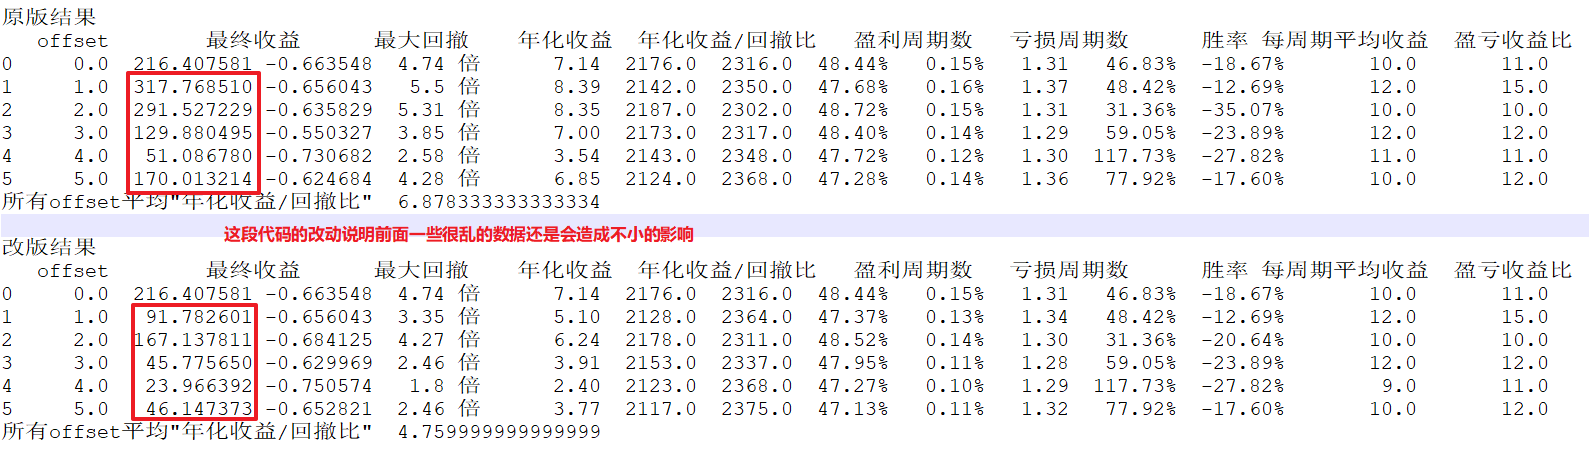 原版结果
offset 最终收益 最大回撤 年化收益 年化收益/回撤比 盈利周期数 亏损周期数 胜率 每周期平均收益 盈亏收益比
0 0.0 216.407581 -0.663548 4.74 倍 7.14 2176.0 2316.0 48.44% 0.15% 1.31 46.83% -18.67% 10.0 11.0
1 1.0 317.768510 -0.656043 5.5 倍 8.39 2142.0 2350.0 47.68% 0.16% 1.37 48.42% -12.69% 12.0 15.0
2 2.0 291.527229 -0.635829 5.31 倍 8.35 2187.0 2302.0 48.72% 0.15% 1.31 31.36% -35.07% 10.0 10.0
3 3.0 129.880495 -0.550327 3.85 倍 7.00 2173.0 2317.0 48.40% 0.14% 1.29 59.05% -23.89% 12.0 12.0
4 4.0 51.086780 -0.730682 2.58 倍 3.54 2143.0 2348.0 47.72% 0.12% 1.30 117.73% -27.82% 11.0 11.0
5 5.0 170.013214 -0.624684 4.28 倍 6.85 2124.0 2368.0 47.28% 0.14% 1.36 77.92% -17.60% 10.0 12.0
所有offset平均"年化收益/回撤比" 6.878333333333334
这段代码的改动说明前面一些很乱的数据还是会造成不小的影响
改版结果
offset 最终收益 最大回撤 年化收益 年化收益/回撤比 盈利周期数 亏损周期数 胜率 每周期平均收益 盈亏收益比
0 0.0 216.407581 -0.663548 4.74 倍 7.14 2176.0 2316.0 48.44% 0.15% 1.31 46.83% -18.67% 10.0 11.0
1 1.0 91.782601 -0.656043 3.35 倍 5.10 2128.0 2364.0 47.37% 0.13% 1.34 48.42% -12.69% 12.0 15.0
2 2.0 167.137811 -0.684125 4.27 倍 6.24 2178.0 2311.0 48.52% 0.14% 1.30 31.36% -20.64% 10.0 10.0
3 3.0 45.775650 -0.629969 2.46 倍 3.91 2153.0 2337.0 47.95% 0.11% 1.28 59.05% -23.89% 12.0 12.0
4 4.0 23.966392 -0.750574 1.8 倍 2.40 2123.0 2368.0 47.27% 0.10% 1.29 117.73% -27.82% 9.0 11.0
5 5.0 46.147373 -0.652821 2.46 倍 3.77 2117.0 2375.0 47.13% 0.11% 1.32 77.92% -17.60% 10.0 12.0
所有offset平均"年化收益/回撤比" 4.759999999999999